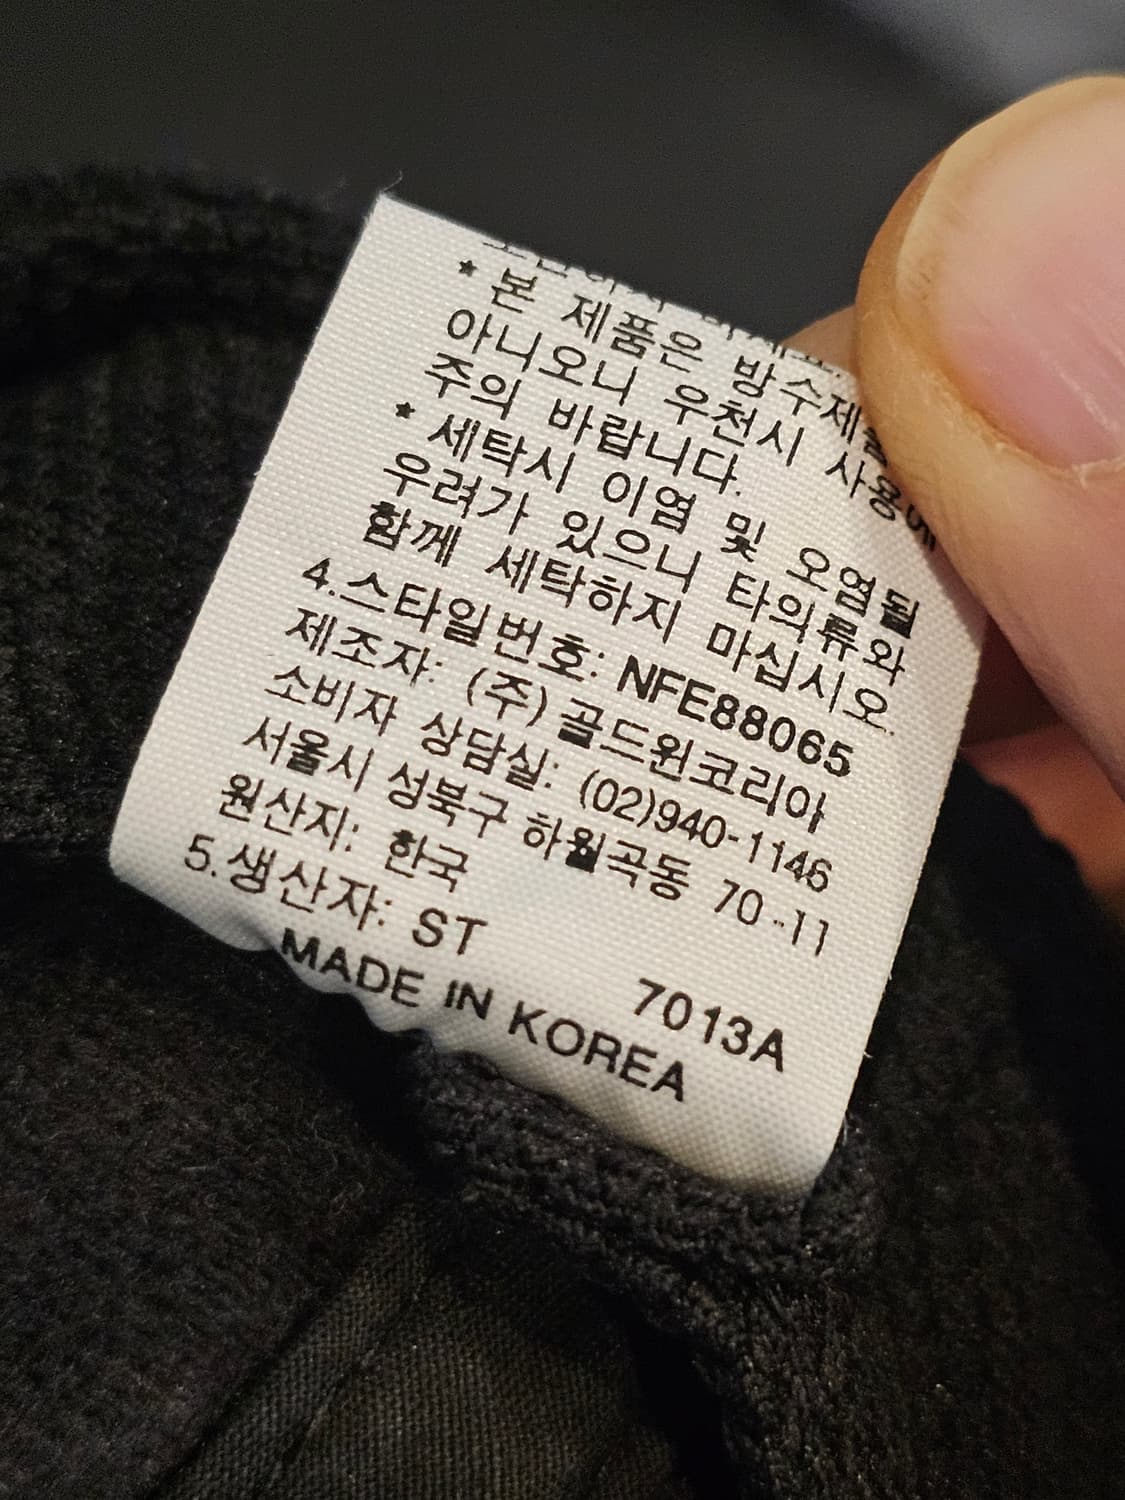 * 본 제품은 방수제품
아니오니 우천시 사용에
주의 바랍니다.
* 세탁시 이염 및 오염될
우려가 있으니 타의류와
함께 세탁하지 마십시오.
4.스타일번호: NFE88065
제조자: (주)골드윈코리아
소비자 상담실: (02)940-1146
서울시 성북구 하월곡동 70-11
원산지: 한국
5.생산자: ST
7013A
MADE IN KOREA